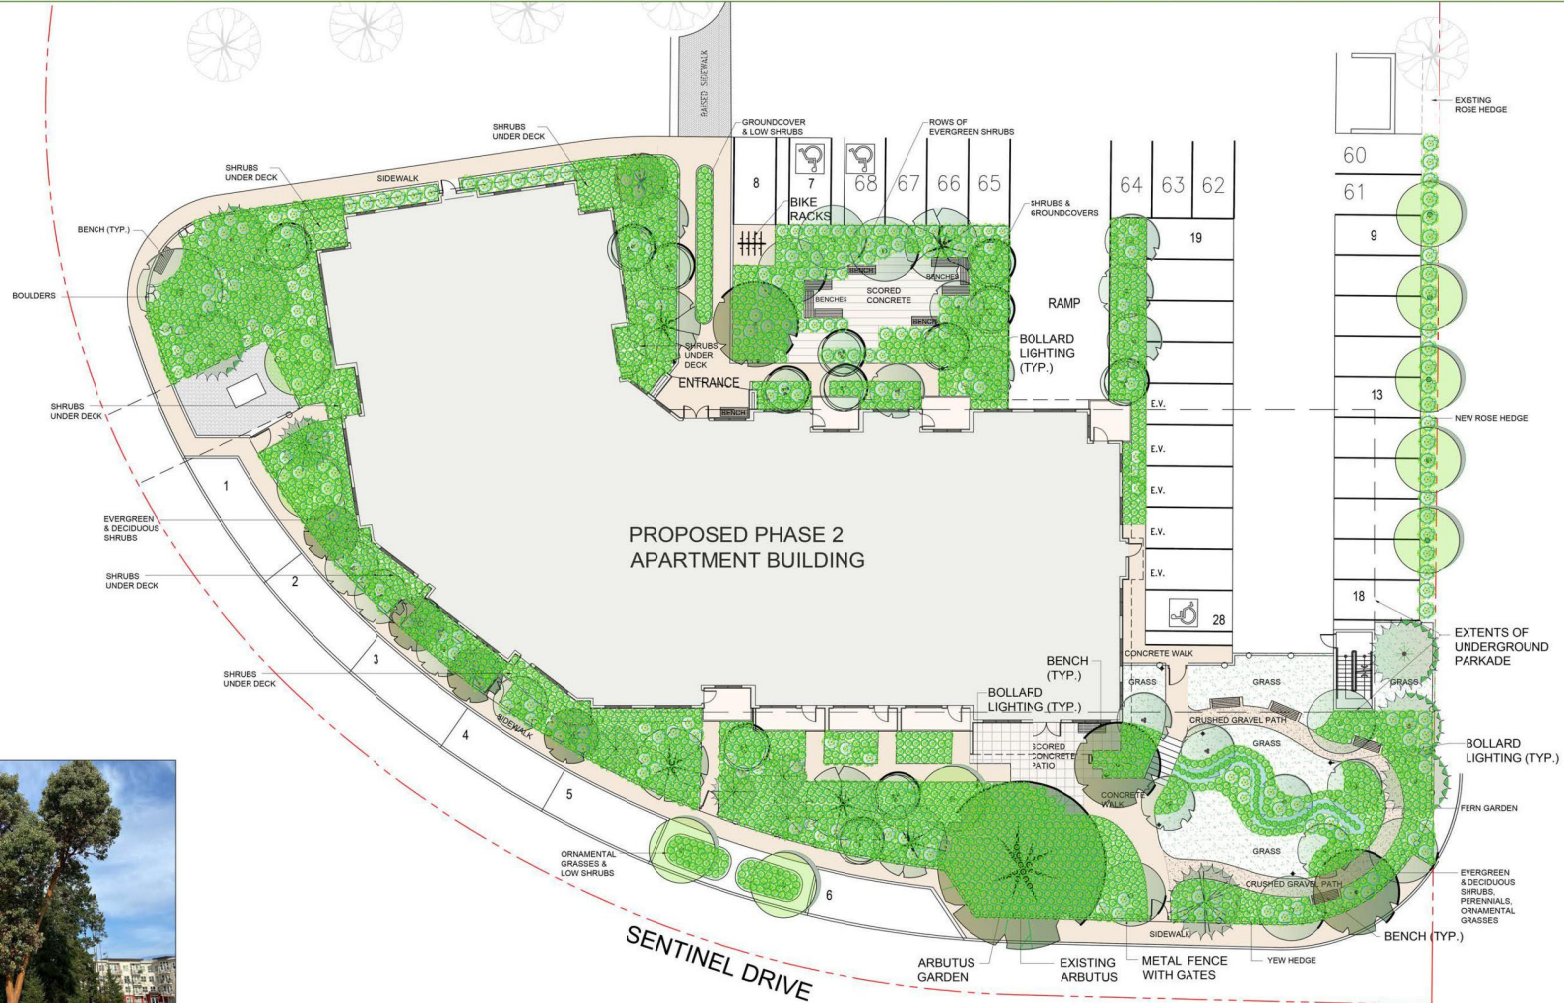 RAISED SIDEWALK
EXISTING
ROSE HEDGE
GROUNDCOVER
& LOW SHRUBS
ROWS OF
EVERGREEN SHRUBS
SHRUBS
UNDER DECK
SHRUBS
UNDER DECK
SIDEWALK
8
7
68
67
66
65
64
63
62
60
61
BIKE
RACKS
SHRUBS &
GROUNDCOVERS
BENCH (TYP.)
19
9
BENCH
BENCHES
SCORED
CONCRETE
BENCHES
BENCH
BOULDERS
RAMP
BOLLARD
LIGHTING
(TYP.)
SHRUBS
UNDER
DECK
ENTRANCE
BENCH
SHRUBS
UNDER DECK
E.V.
13
NEW ROSE HEDGE
E.V.
E.V.
E.V.
E.V.
1
EVERGREEN
& DECIDUOUS
SHRUBS
PROPOSED PHASE 2
APARTMENT BUILDING
SHRUBS
UNDER DECK
2
28
18
EXTENTS OF
UNDERGROUND
PARKADE
3
SHRUBS
UNDER DECK
CONCRETE WALK
BENCH
(TYP.)
GRASS
GRASS
GRASS
BOLLARD
LIGHTING (TYP.)
SIDEWALK
4
CRUSHED GRAVEL PATH
SCORED
CONCRETE
PATIO
GRASS
BOLLARD
LIGHTING (TYP.)
5
CONCRETE
WALK
FERN GARDEN
GRASS
ORNAMENTAL
GRASSES &
LOW SHRUBS
6
CRUSHED GRAVEL PATH
EVERGREEN
& DECIDUOUS
SHRUBS,
PERENNIALS,
ORNAMENTAL
GRASSES
SENTINEL DRIVE
SIDEWALK
BENCH (TYP.)
ARBUTUS
GARDEN
EXISTING
ARBUTUS
METAL FENCE
WITH GATES
YEW HEDGE